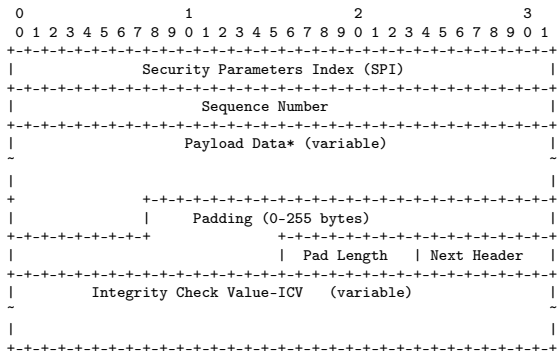 0 1 2 3
0 1 2 3 4 5 6 7 8 9 0 1 2 3 4 5 6 7 8 9 0 1 2 3 4 5 6 7 8 9 0 1
+-+-+-+-+-+-+-+-+-+-+-+-+-+-+-+-+-+-+-+-+-+-+-+-+-+-+-+-+-+-+-+-+
| Security Parameters Index (SPI) |
+-+-+-+-+-+-+-+-+-+-+-+-+-+-+-+-+-+-+-+-+-+-+-+-+-+-+-+-+-+-+-+-+
| Sequence Number |
+-+-+-+-+-+-+-+-+-+-+-+-+-+-+-+-+-+-+-+-+-+-+-+-+-+-+-+-+-+-+-+-+
| Payload Data* (variable) |
~ ~
| |
+ +-+-+-+-+-+-+-+-+-+-+-+-+-+-+-+-+-+-+-+-+-+-+-+-+
| | Padding (0-255 bytes) |
+-+-+-+-+-+-+-+-+ +-+-+-+-+-+-+-+-+-+-+-+-+-+-+-+-+
| | Pad Length | Next Header |
+-+-+-+-+-+-+-+-+-+-+-+-+-+-+-+-+-+-+-+-+-+-+-+-+-+-+-+-+-+-+-+-+
| Integrity Check Value-ICV (variable) |
~ ~
| |
+-+-+-+-+-+-+-+-+-+-+-+-+-+-+-+-+-+-+-+-+-+-+-+-+-+-+-+-+-+-+-+-+